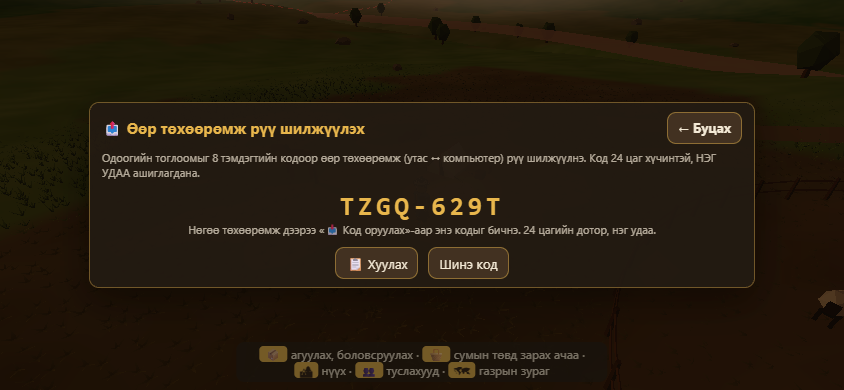 Өөр төхөөрөмж рүү шилжүүлэх
← Буцах
Одоогийн тоглоомыг 8 тэмдэгтийн кодоор өөр төхөөрөмж (утас ↔ компьютер) рүү шилжүүлнэ. Код 24 цаг хүчинтэй, НЭГ
УДАА ашиглагдана.
TZGQ-629T
Нөгөө төхөөрөмж дээрээ « 📥 Код оруулах»-аар энэ кодыг бичнэ. 24 цагийн дотор, нэг удаа.
Хуулах
Шинэ код
агуулах, боловсруулах · сумын төвд зарах ачаа ·
нүүх · туслахууд · газрын зураг